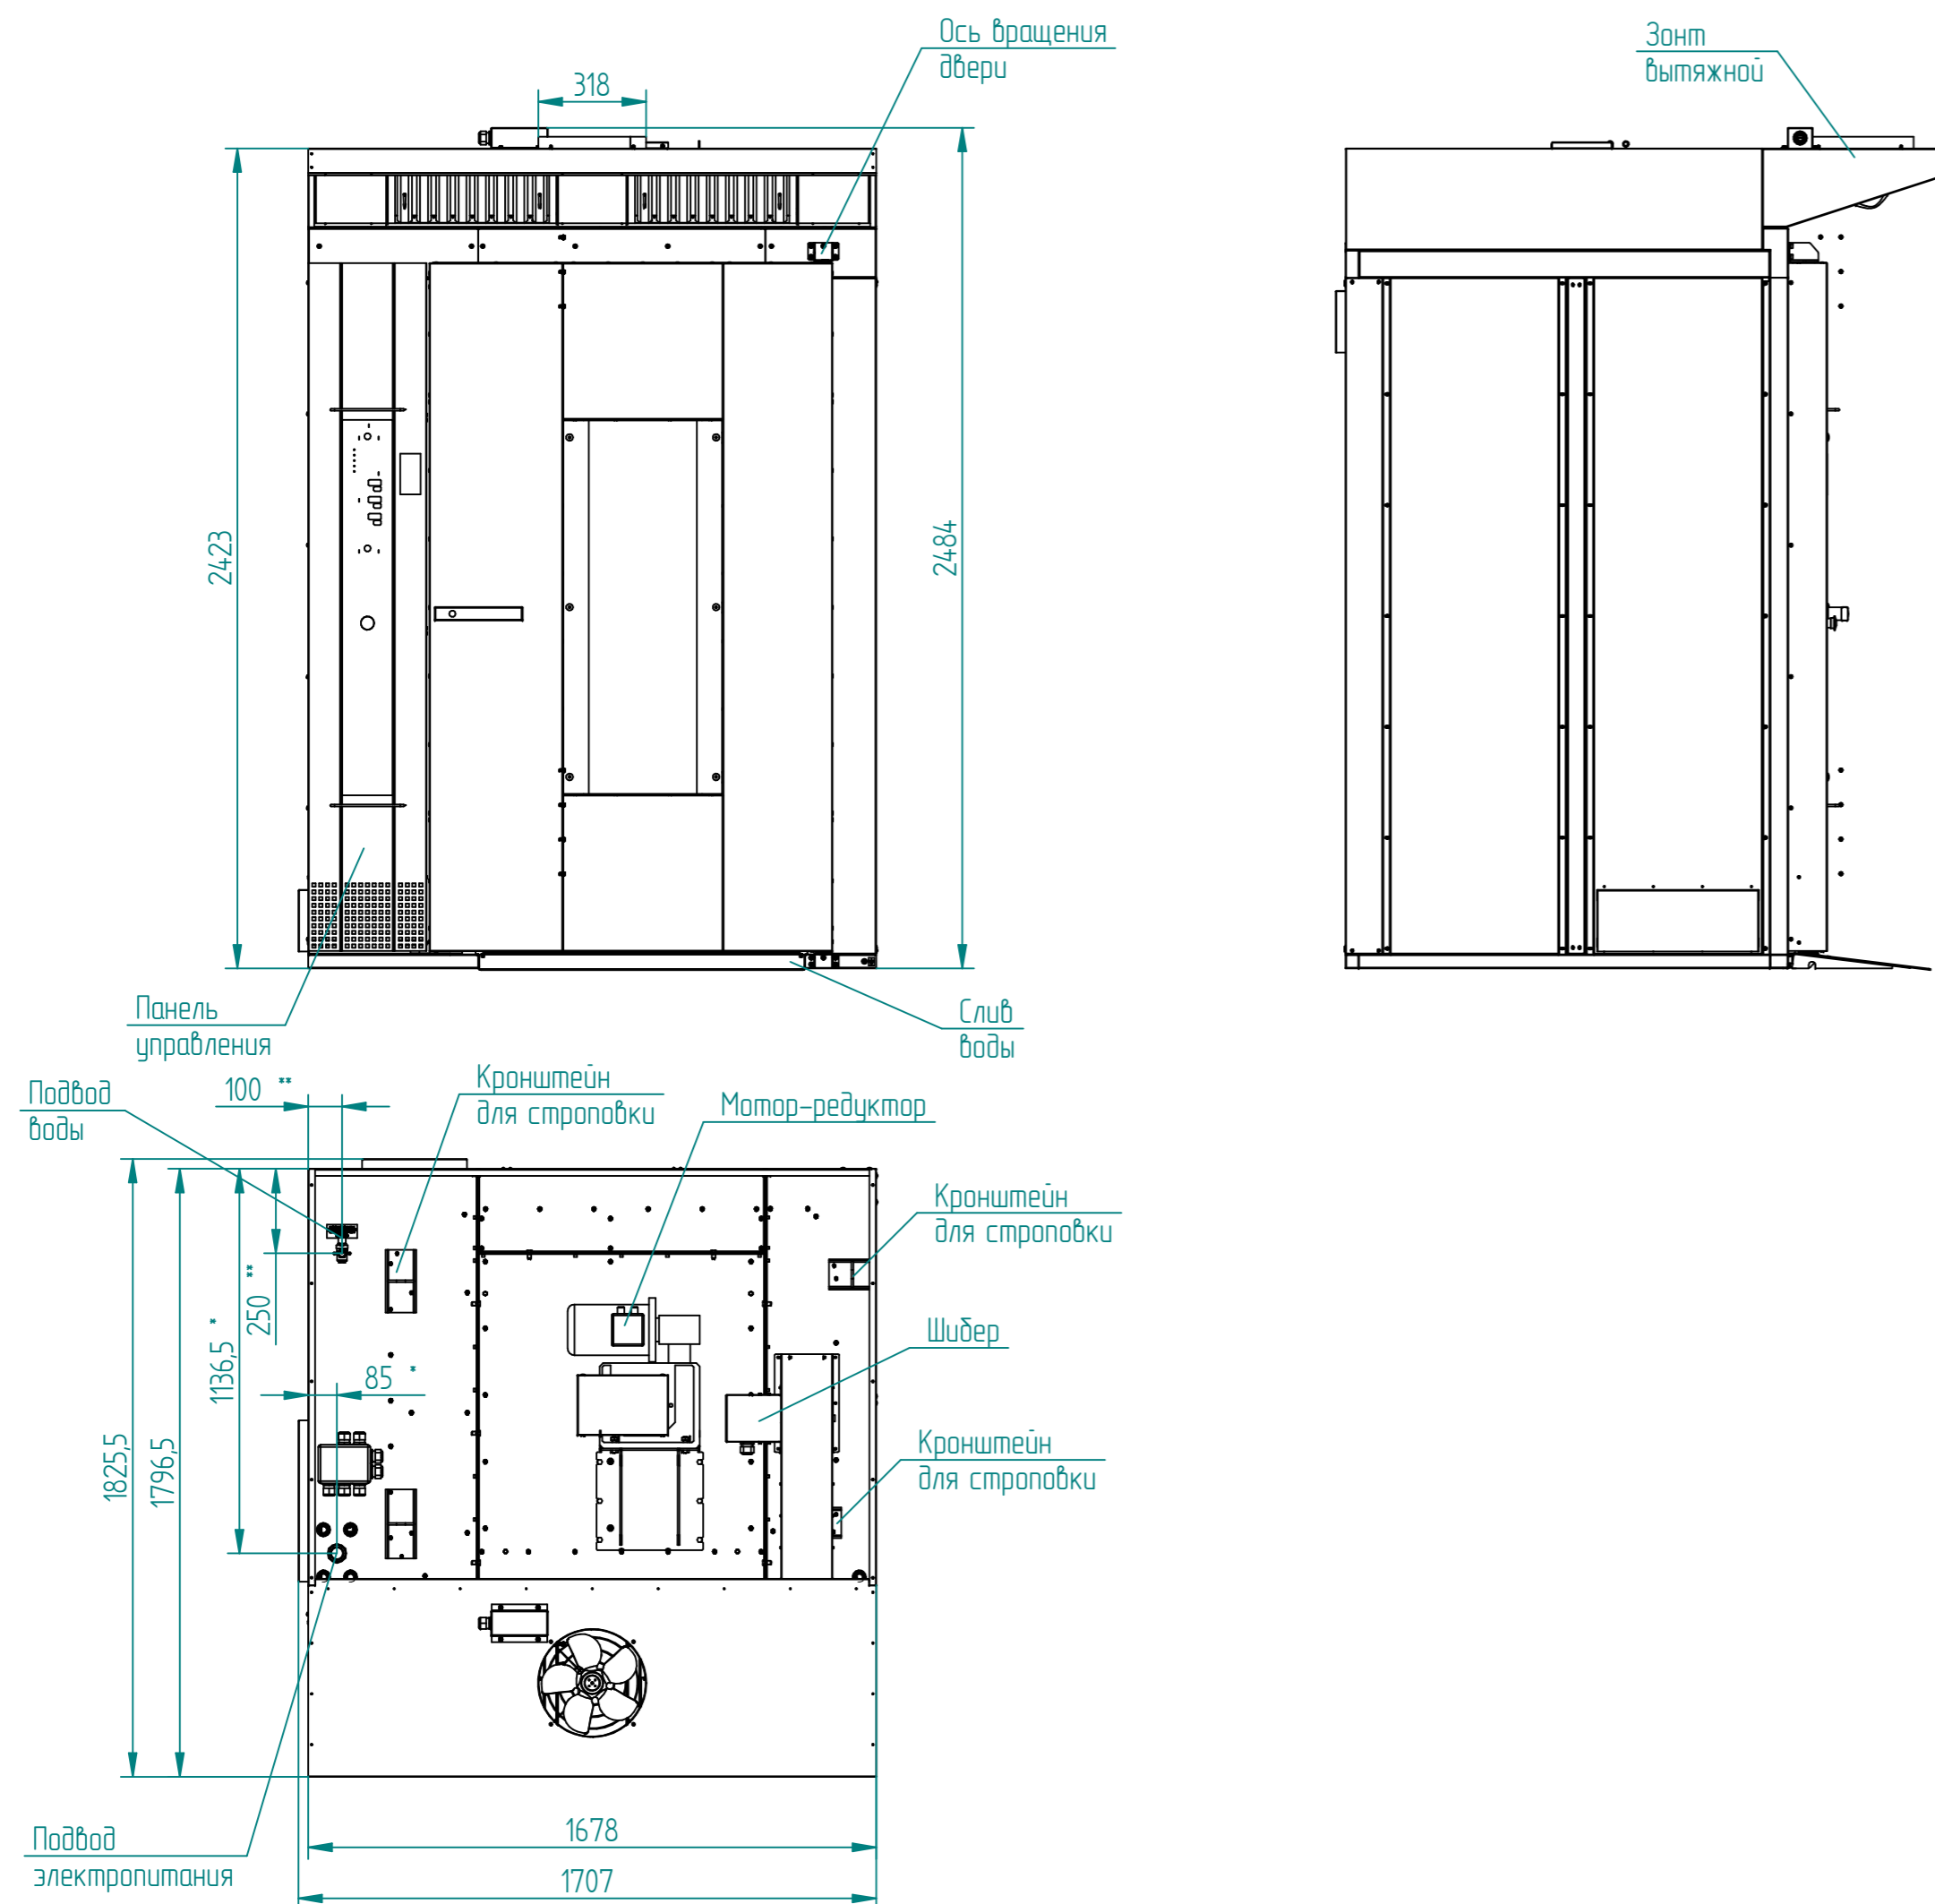 Ось вращения
двери
Зонт
вытяжной
318
2423
2484
Панель
управления
Слив
воды
Подвод
воды
100 **
Кронштейн
для строповки
Мотор-редуктор
Кронштейн
для строповки
250 **
1136,5 *
85 *
Шибер
1825,5
1796,5
Кронштейн
для строповки
Подвод
электропитания
1678
1707